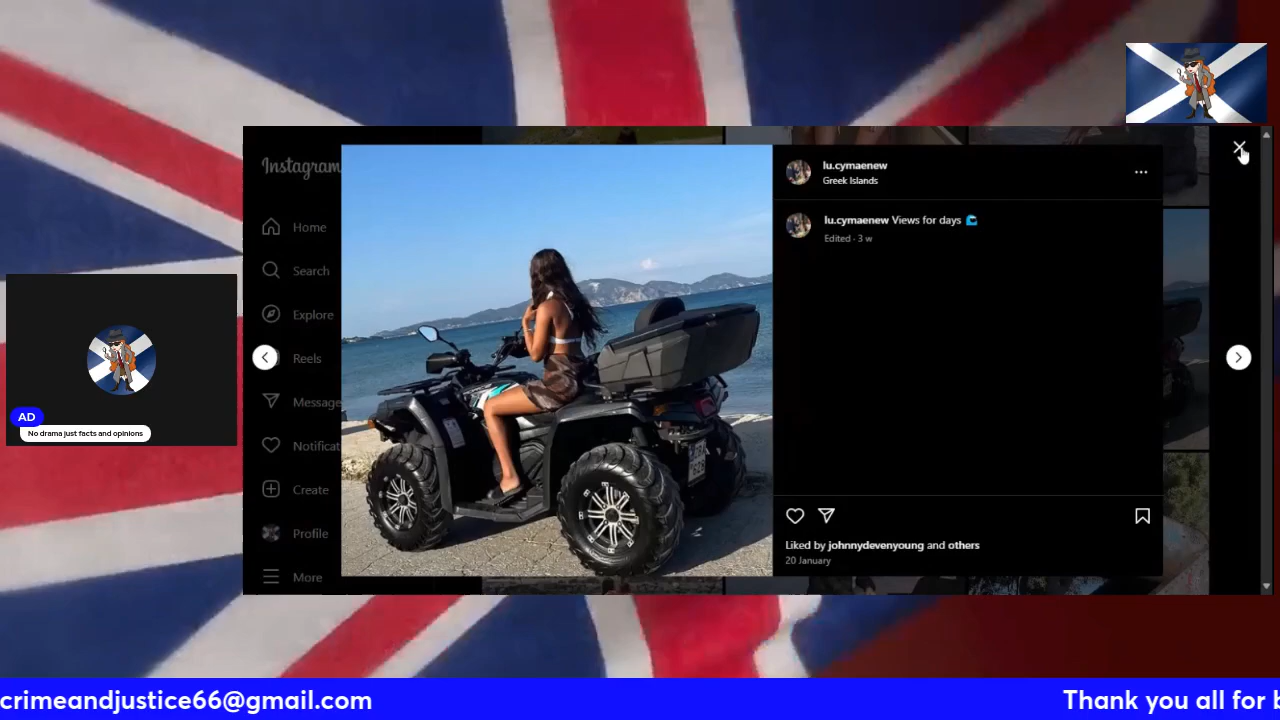 Instagram
Home
Search
Explore
Reels
Message
Notificat
Create
Profile
More
lu.cymaenew
Greek Islands
lu.cymaenew Views for days
Edited · 3 w
Liked by johnnydevenyoung and others
20 January
AD
No drama just facts and opinions
crimeandjustice66@gmail.com
Thank you all for b